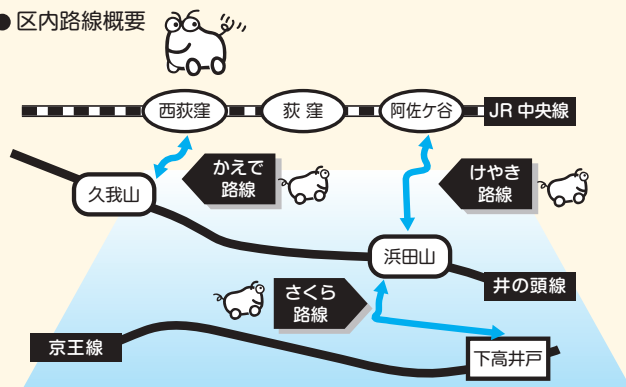 ● 区内路線概要
西荻窪
荻窪
阿佐ケ谷
JR 中央線
かえで
路線
けやき
路線
久我山
浜田山
井の頭線
さくら
路線
京王線
下高井戸